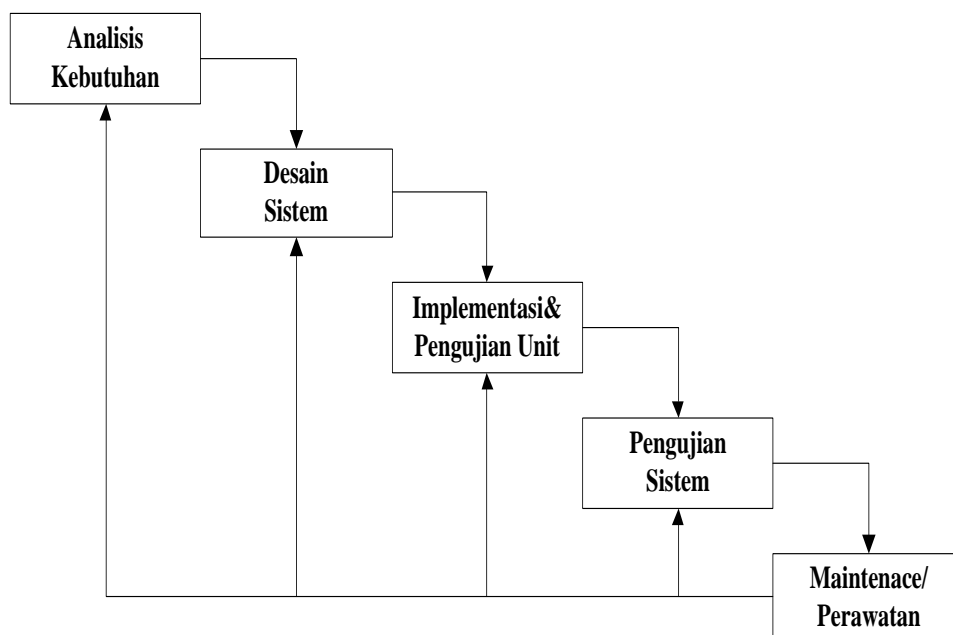 Analisis
Kebutuhan
Desain
Sistem
Implementasi&
Pengujian Unit
Pengujian
Sistem
Maintenace/
Perawatan